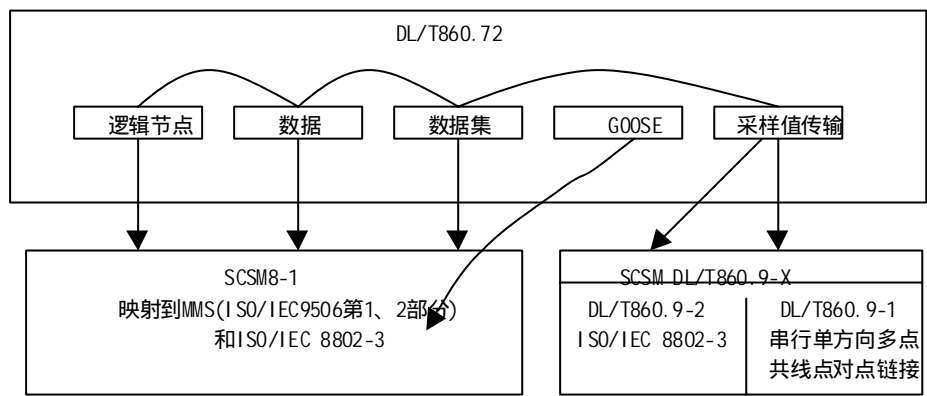 DL/T860.72
逻辑节点 数据 数据集 GOOSE 采样值传输
SCSM8-1
映射到MMS(ISO/IEC9506第1、2部分)
和ISO/IEC 8802-3
SCSM DL/T860.9-X
DL/T860.9-2
ISO/IEC 8802-3
DL/T860.9-1
串行单方向多点
共线点对点链接